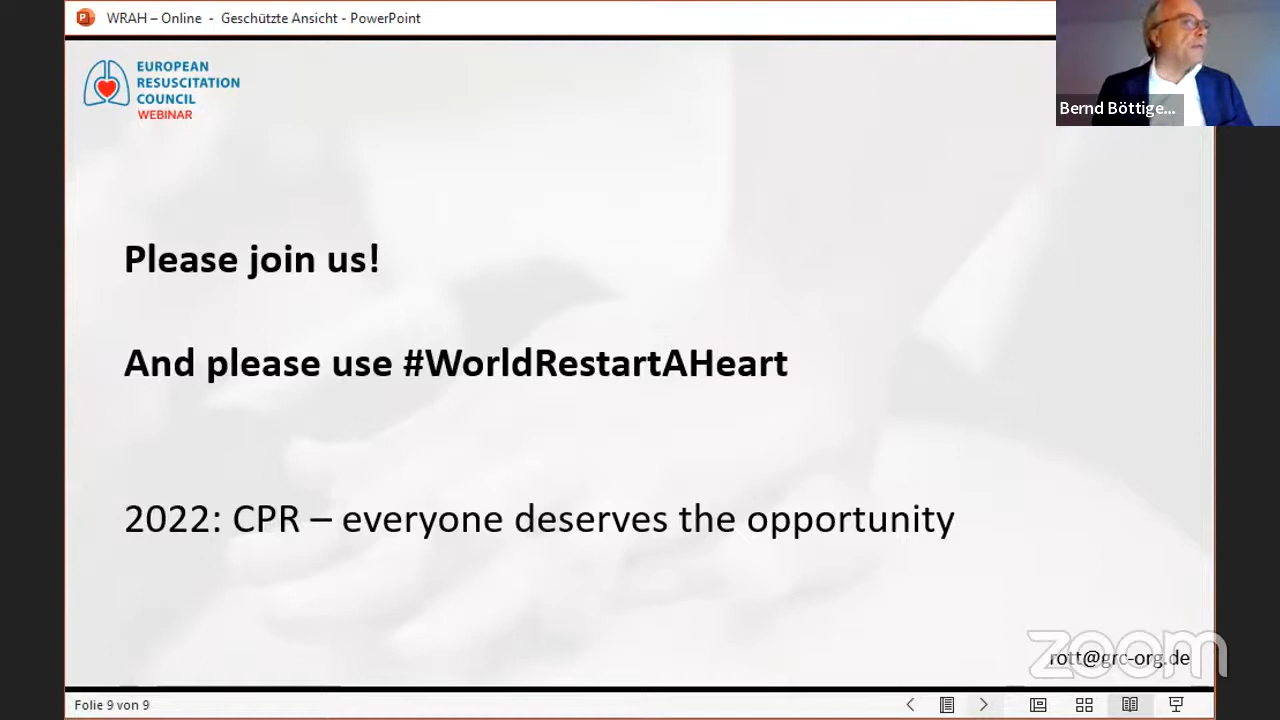 WRAH – Online - Geschützte Ansicht - PowerPoint
EUROPEAN
RESUSCITATION
COUNCIL
WEBINAR
Bernd Böttige...
Please join us!
And please use #WorldRestartAHeart
2022: CPR – everyone deserves the opportunity
zoom
rott@grc-org.de
Folie 9 von 9